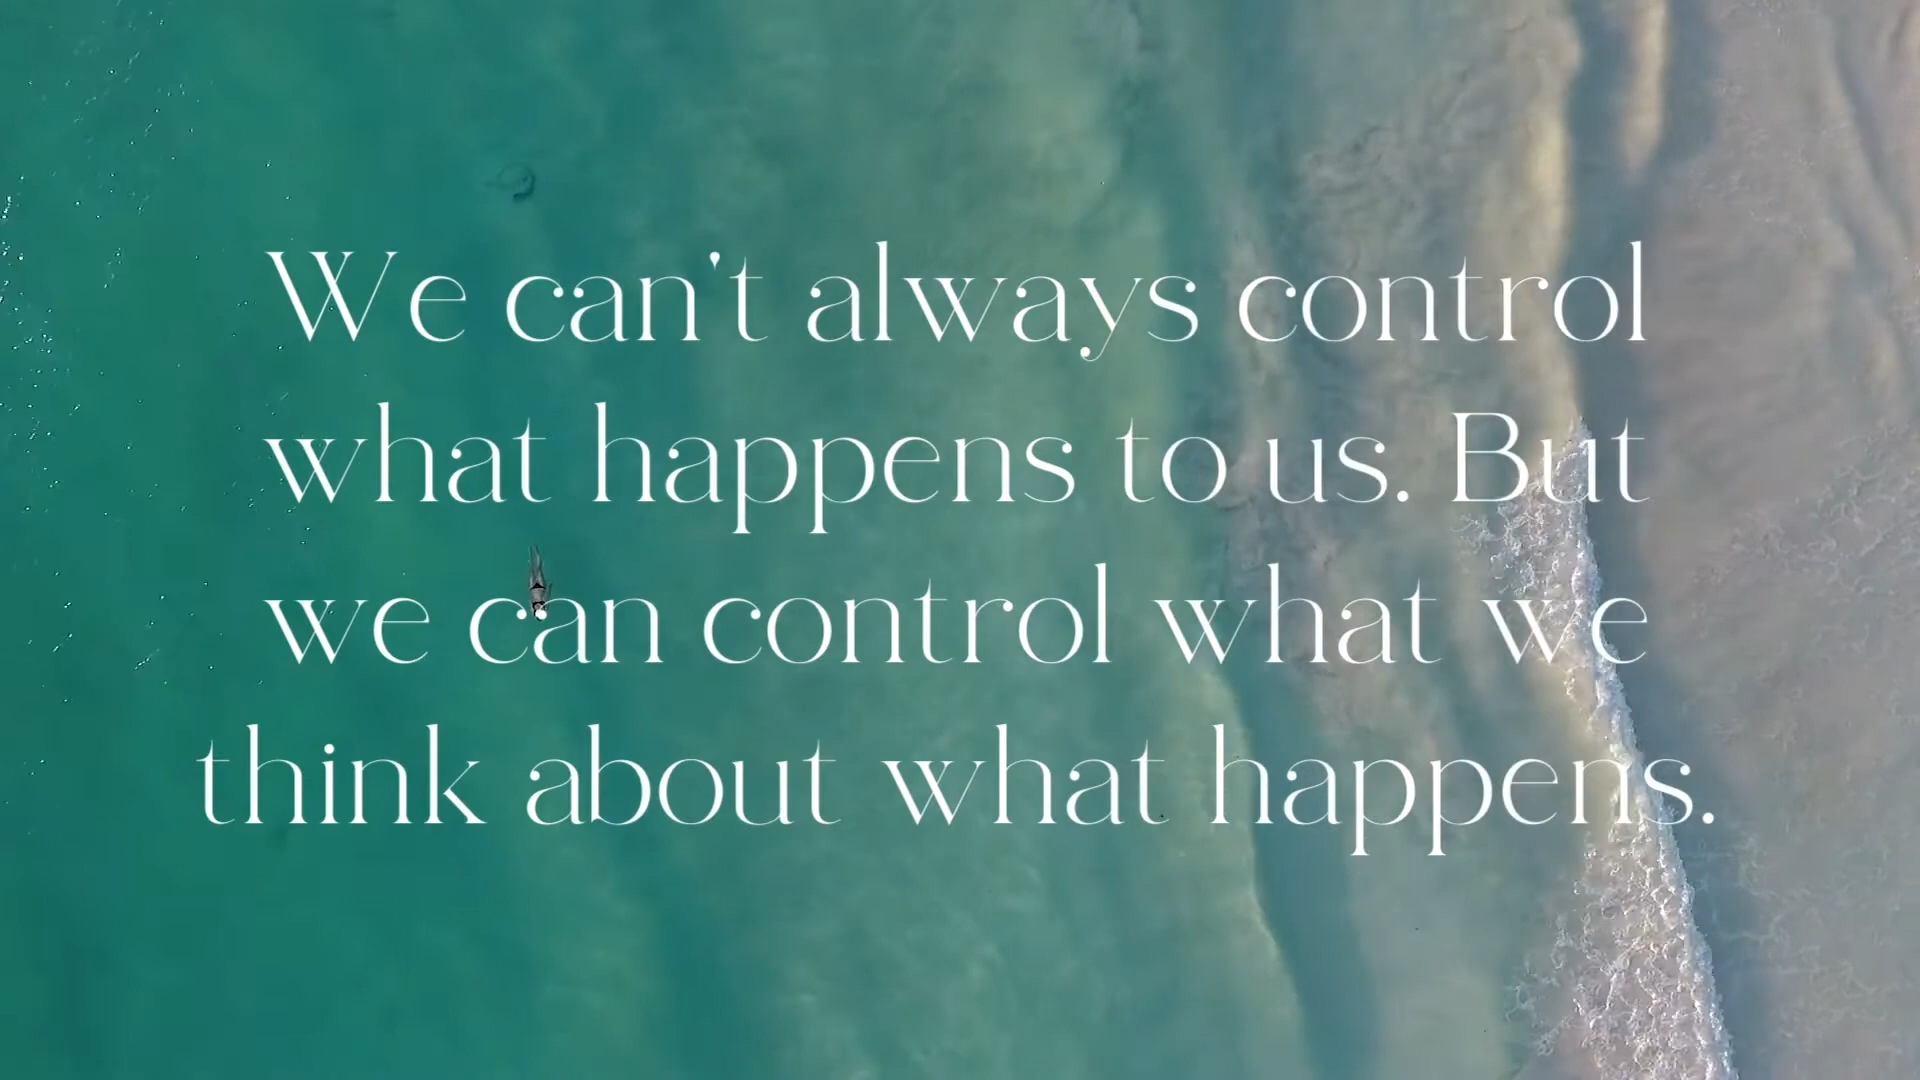 We can't always control
what happens to us. But
we can control what we
think about what happens.